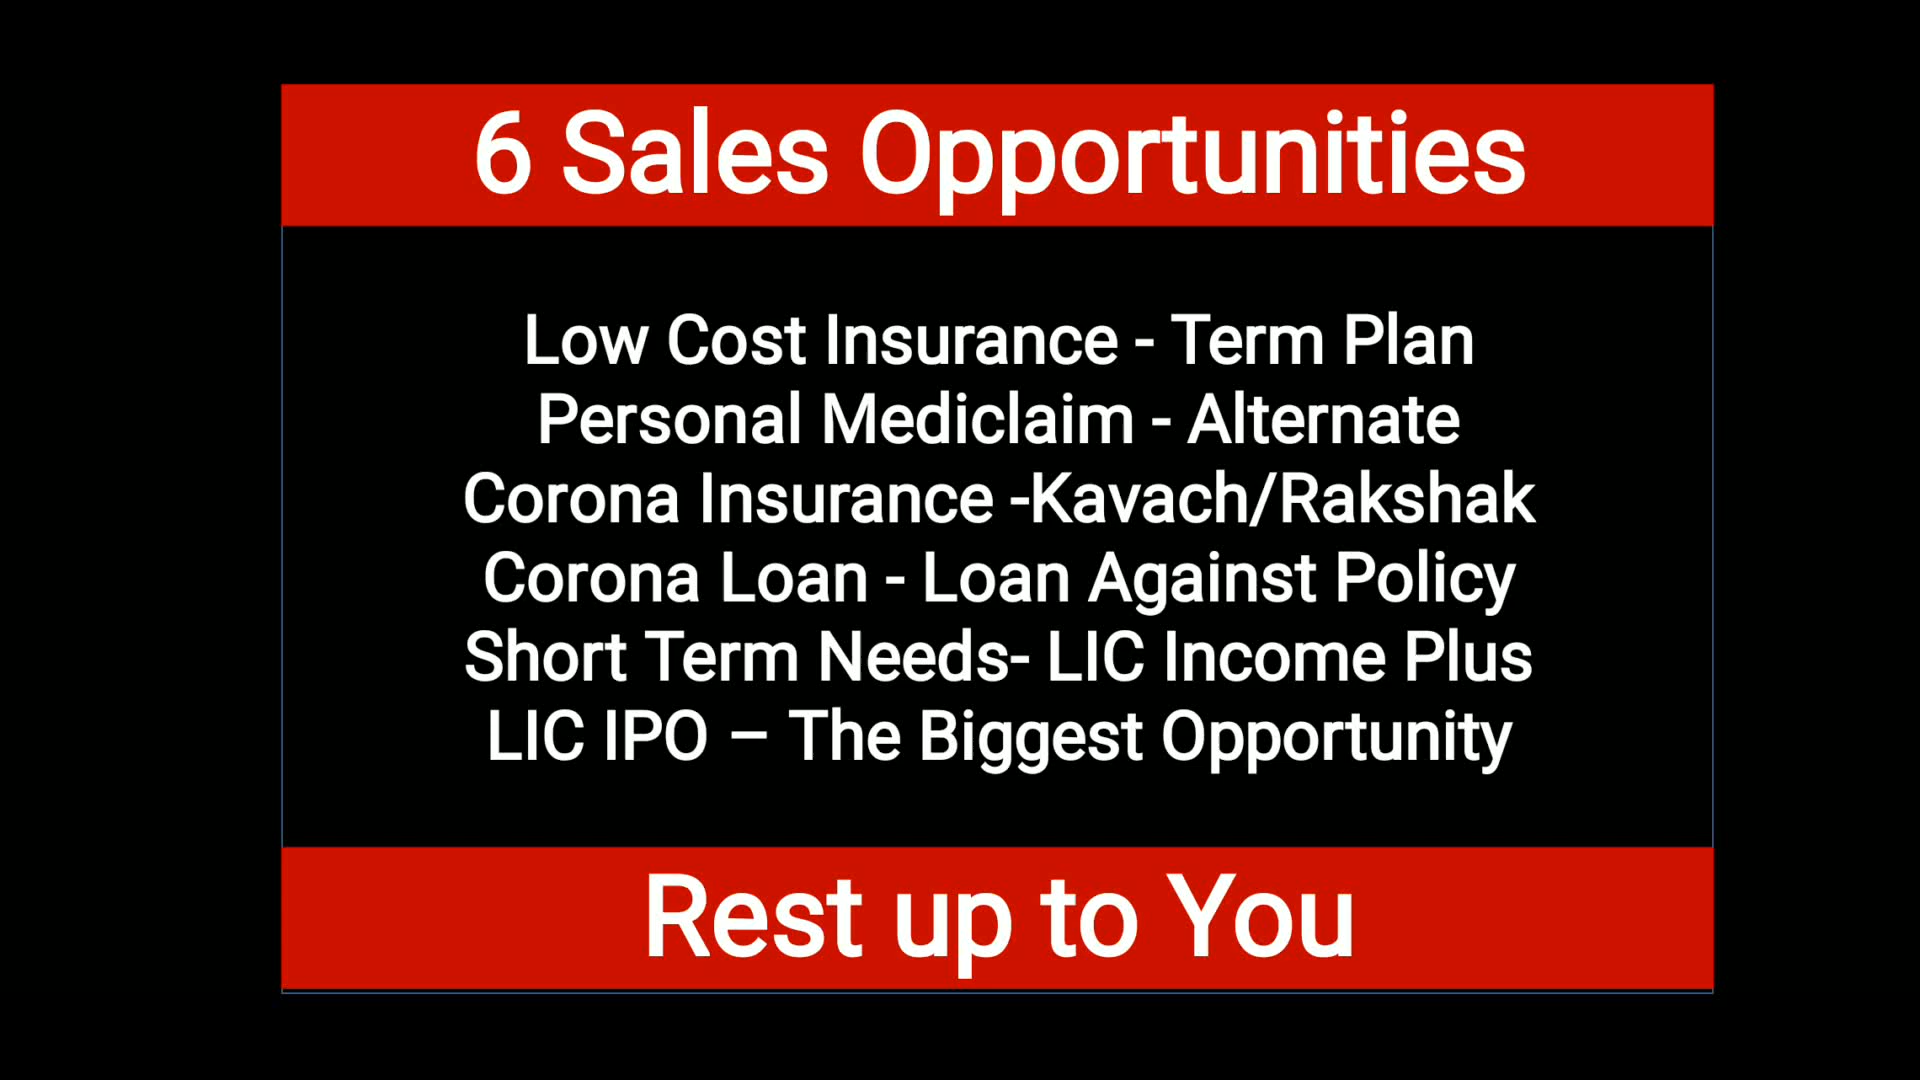 6 Sales Opportunities
Low Cost Insurance - Term Plan
Personal Mediclaim - Alternate
Corona Insurance -Kavach/Rakshak
Corona Loan - Loan Against Policy
Short Term Needs- LIC Income Plus
LIC IPO – The Biggest Opportunity
Rest up to You